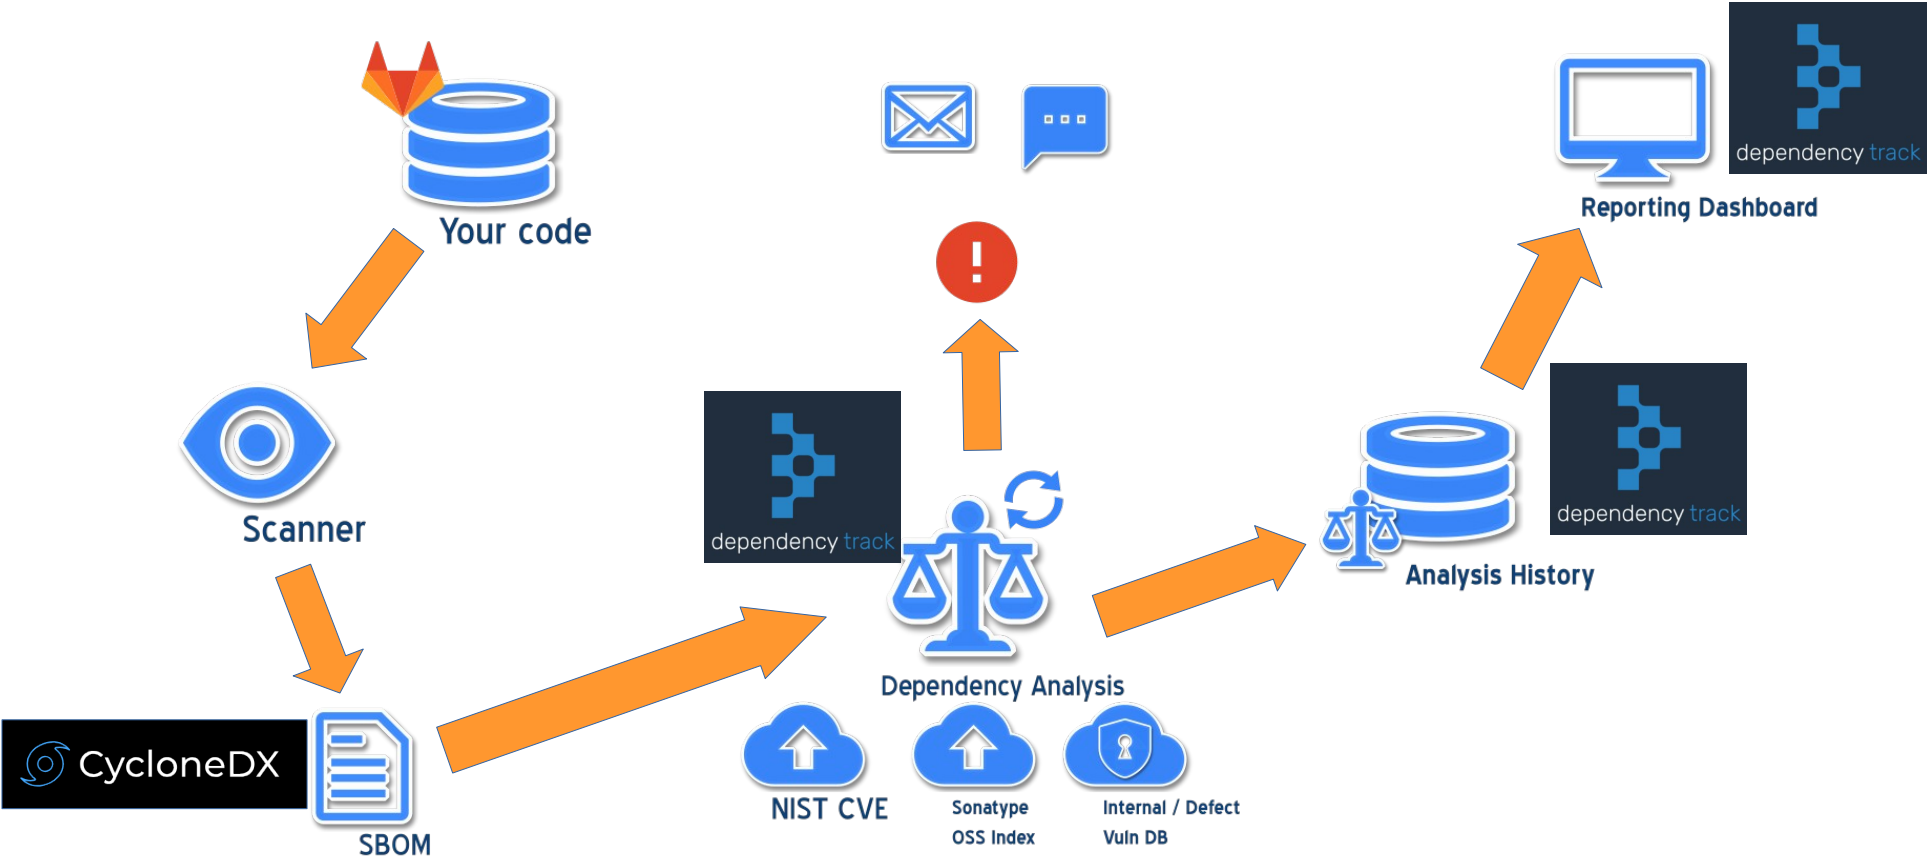 Your code
Scanner
CycloneDX
SBOM
dependency track
Dependency Analysis
NIST CVE
Sonatype
OSS Index
Internal / Defect
Vuln DB
dependency track
Analysis History
dependency track
Reporting Dashboard